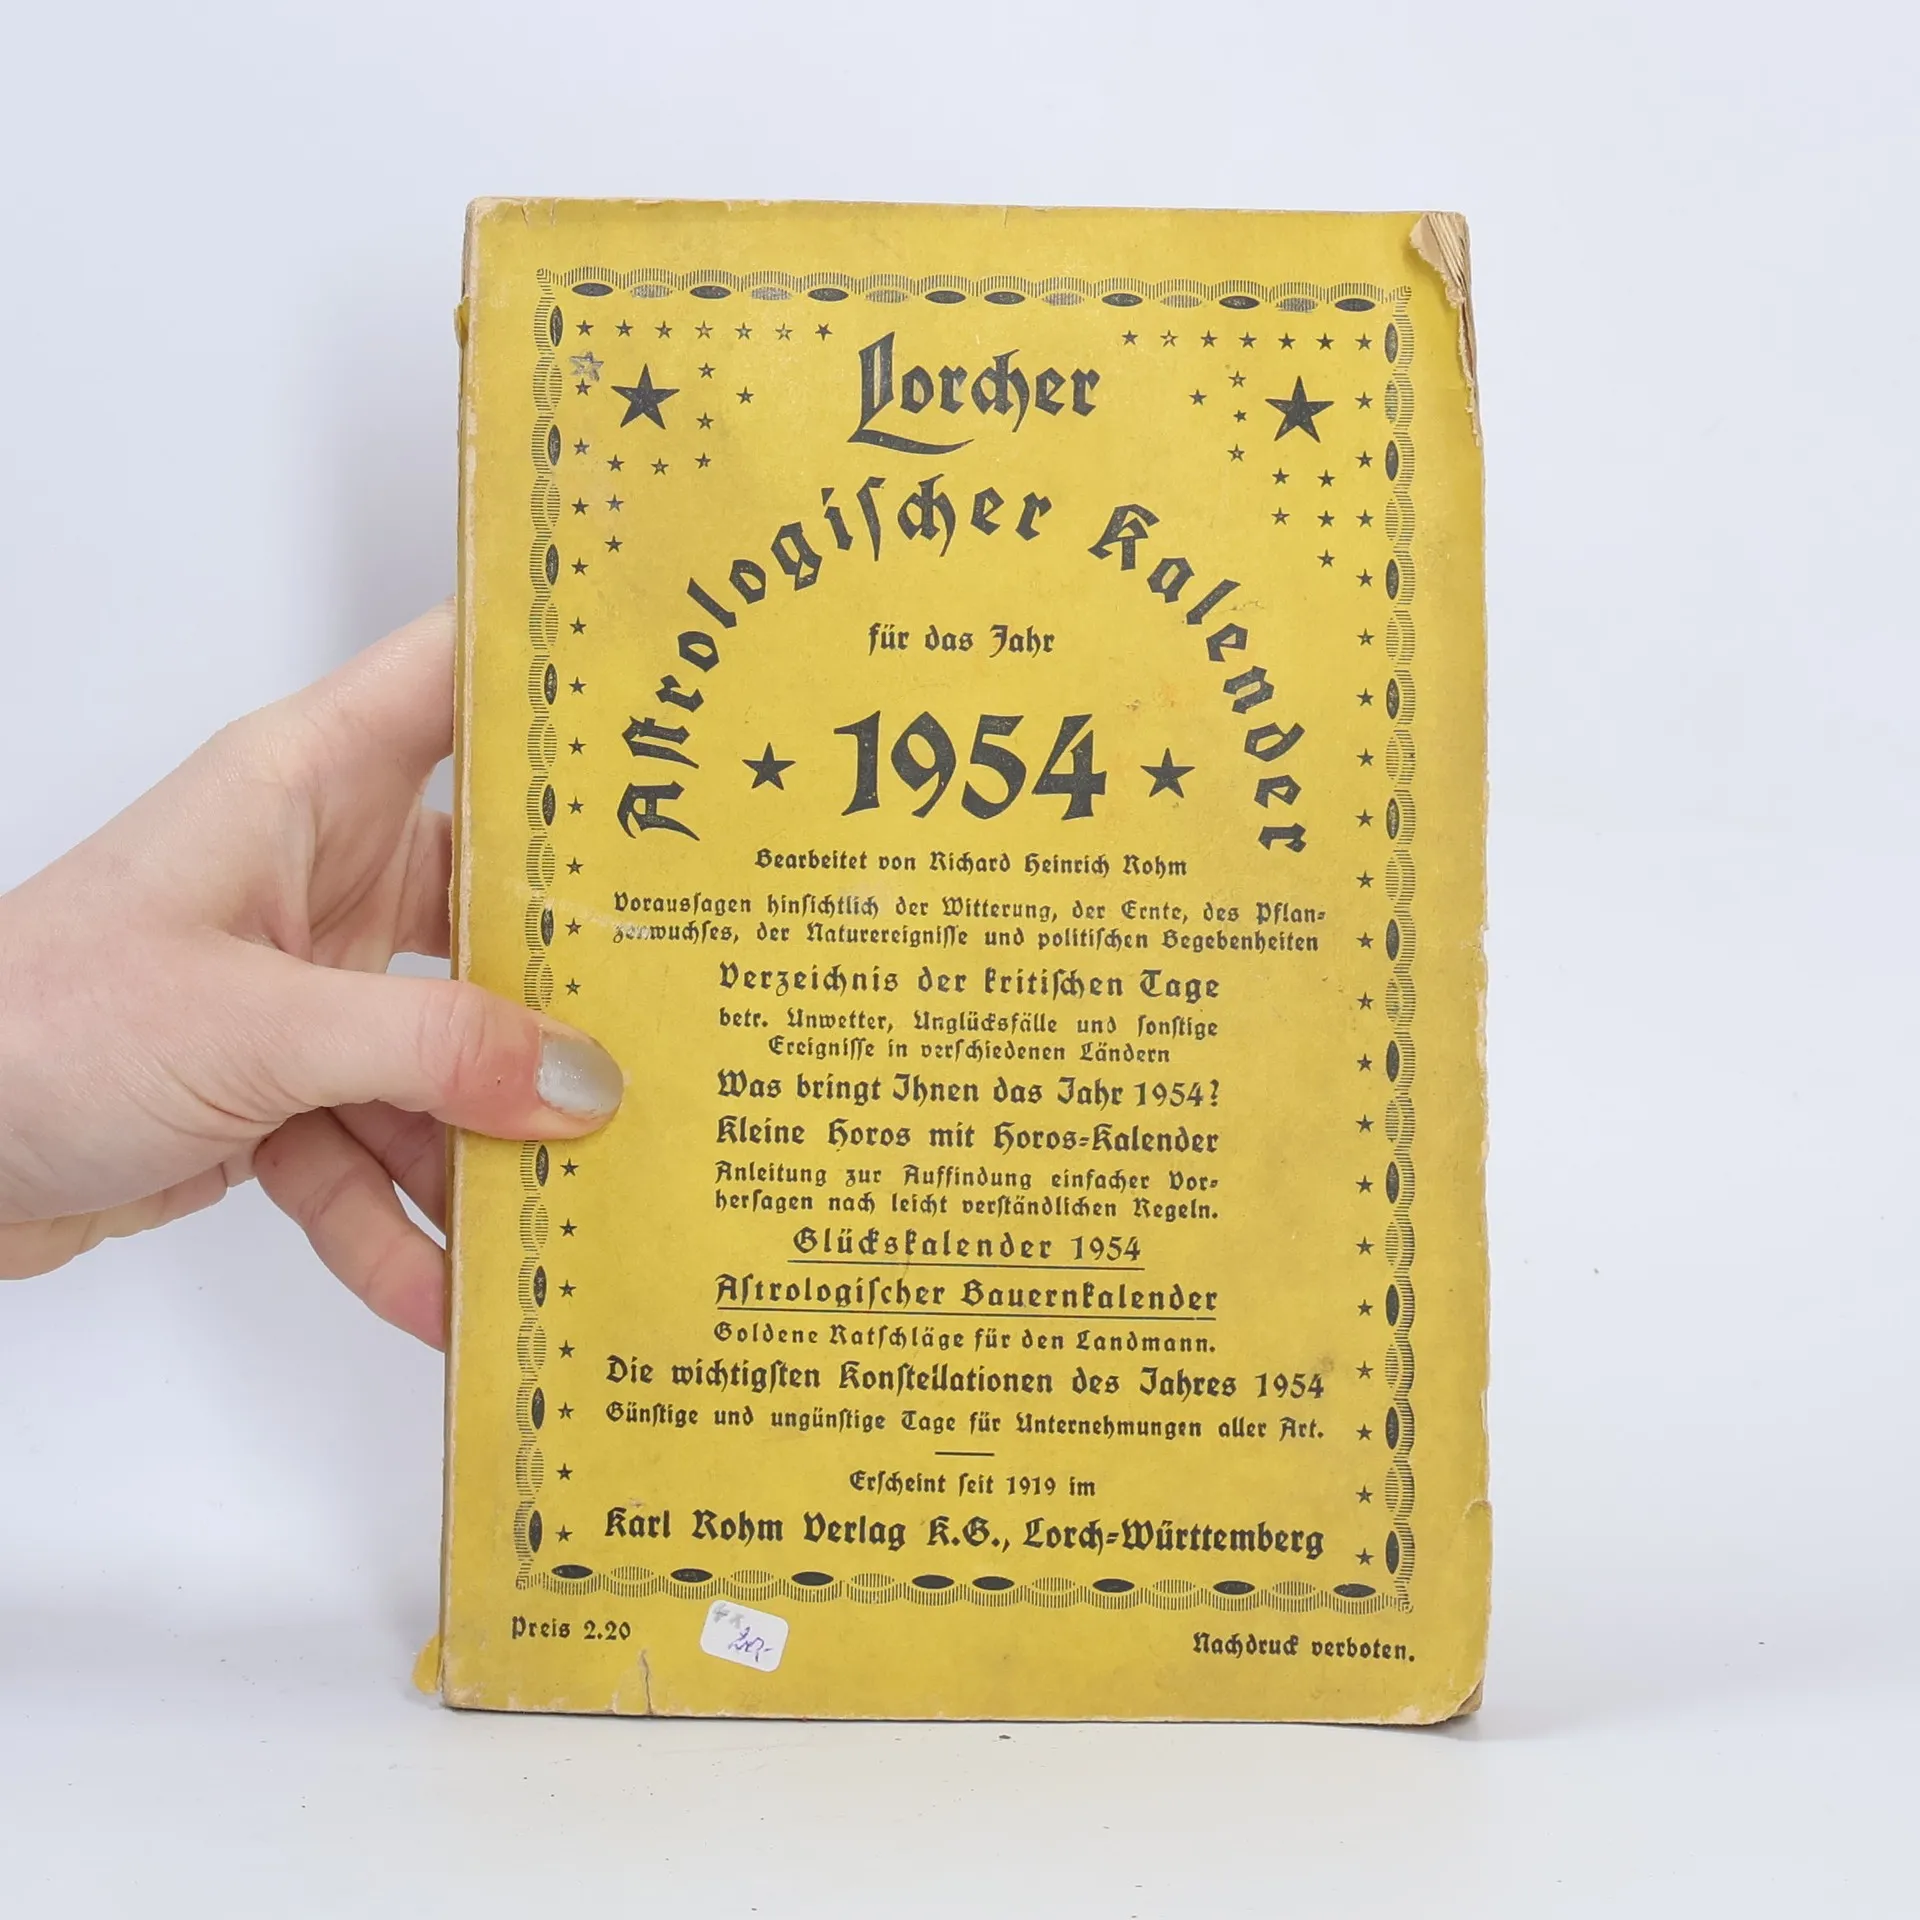 Lorcher
Astrologischer Kalender
für das Jahr
1954
Bearbeitet von Richard Heinrich Rohm
Voraussagen hinsichtlich der Witterung, der Ernte, des Pflan=
zenwuchses, der Naturereignisse und politischen Begebenheiten
Verzeichnis der kritischen Tage
betr. Unwetter, Unglücksfälle und sonstige
Ereignisse in verschiedenen Ländern
Was bringt Ihnen das Jahr 1954?
Kleine Horos mit Horos=Kalender
Anleitung zur Auffindung einfacher Vor=
hersagen nach leicht verständlichen Regeln.
Glückskalender 1954
Astrologischer Bauernkalender
Goldene Ratschläge für den Landmann.
Die wichtigsten Konstellationen des Jahres 1954
Günstige und ungünstige Tage für Unternehmungen aller Art.
Erscheint seit 1919 im
Karl Rohm Verlag K.G., Lorch=Württemberg
Preis 2.20
Nachdruck verboten.